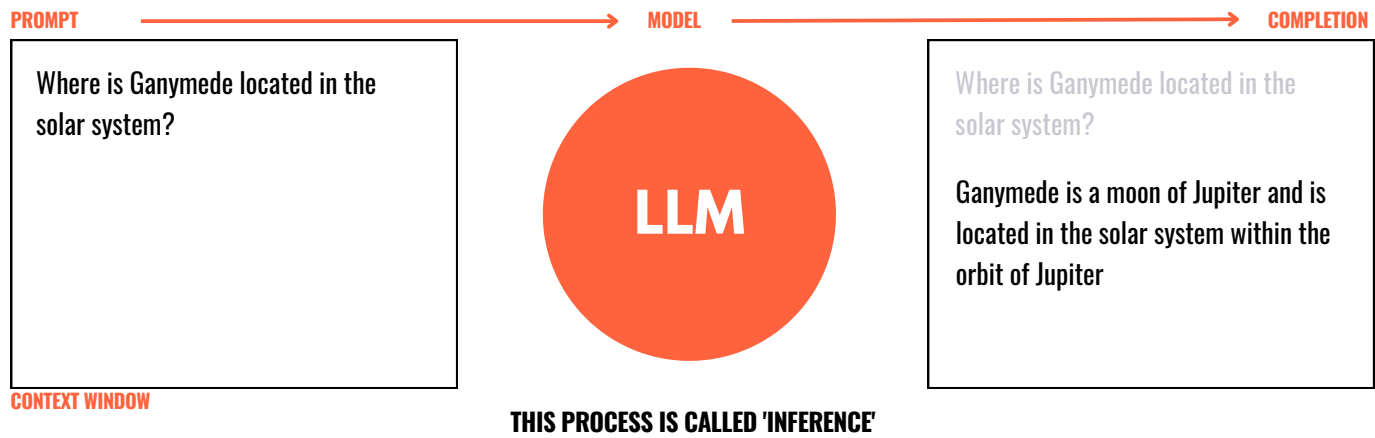 PROMPT
MODEL
COMPLETION
Where is Ganymede located in the
solar system?
LLM
Where is Ganymede located in the
solar system?
Ganymede is a moon of Jupiter and is
located in the solar system within the
orbit of Jupiter
CONTEXT WINDOW
THIS PROCESS IS CALLED 'INFERENCE'